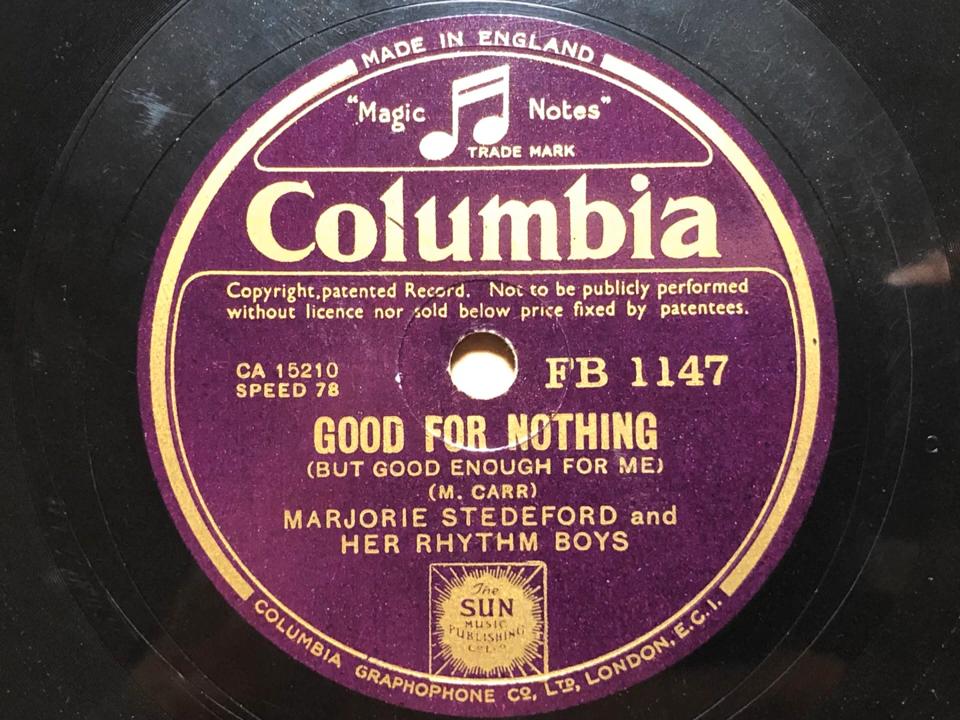 MADE IN ENGLAND
"Magic Notes"
TRADE MARK
Columbia
Copyright, patented Record. Not to be publicly performed
without licence nor sold below price fixed by patentees.
CA 15210
SPEED 78
FB 1147
GOOD FOR NOTHING
(BUT GOOD ENOUGH FOR ME)
(M. CARR)
MARJORIE STEDEFORD and
HER RHYTHM BOYS
The
SUN
MUSIC
PUBLISHING
Co LTD
COLUMBIA GRAPHOPHONE Co, LTD, LONDON, E.C.1.